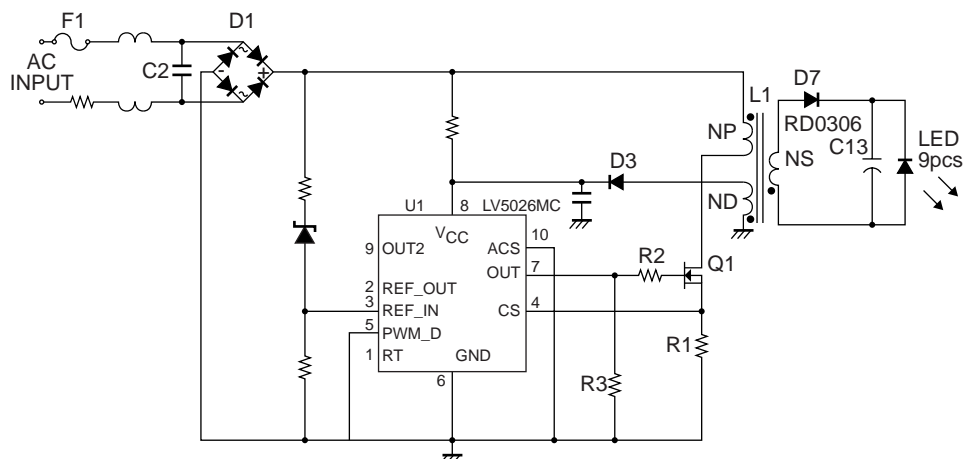 F1
D1
AC
INPUT
C2
~
~
-
+
L1
D7
NP
RD0306
C13
LED
9pcs
NS
D3
ND
U1
8
LV5026MC
VCC
9
OUT2
10
ACS
OUT
7
R2
Q1
2
REF_OUT
3
REF_IN
CS
4
5
PWM_D
R1
1
RT
GND
6
R3